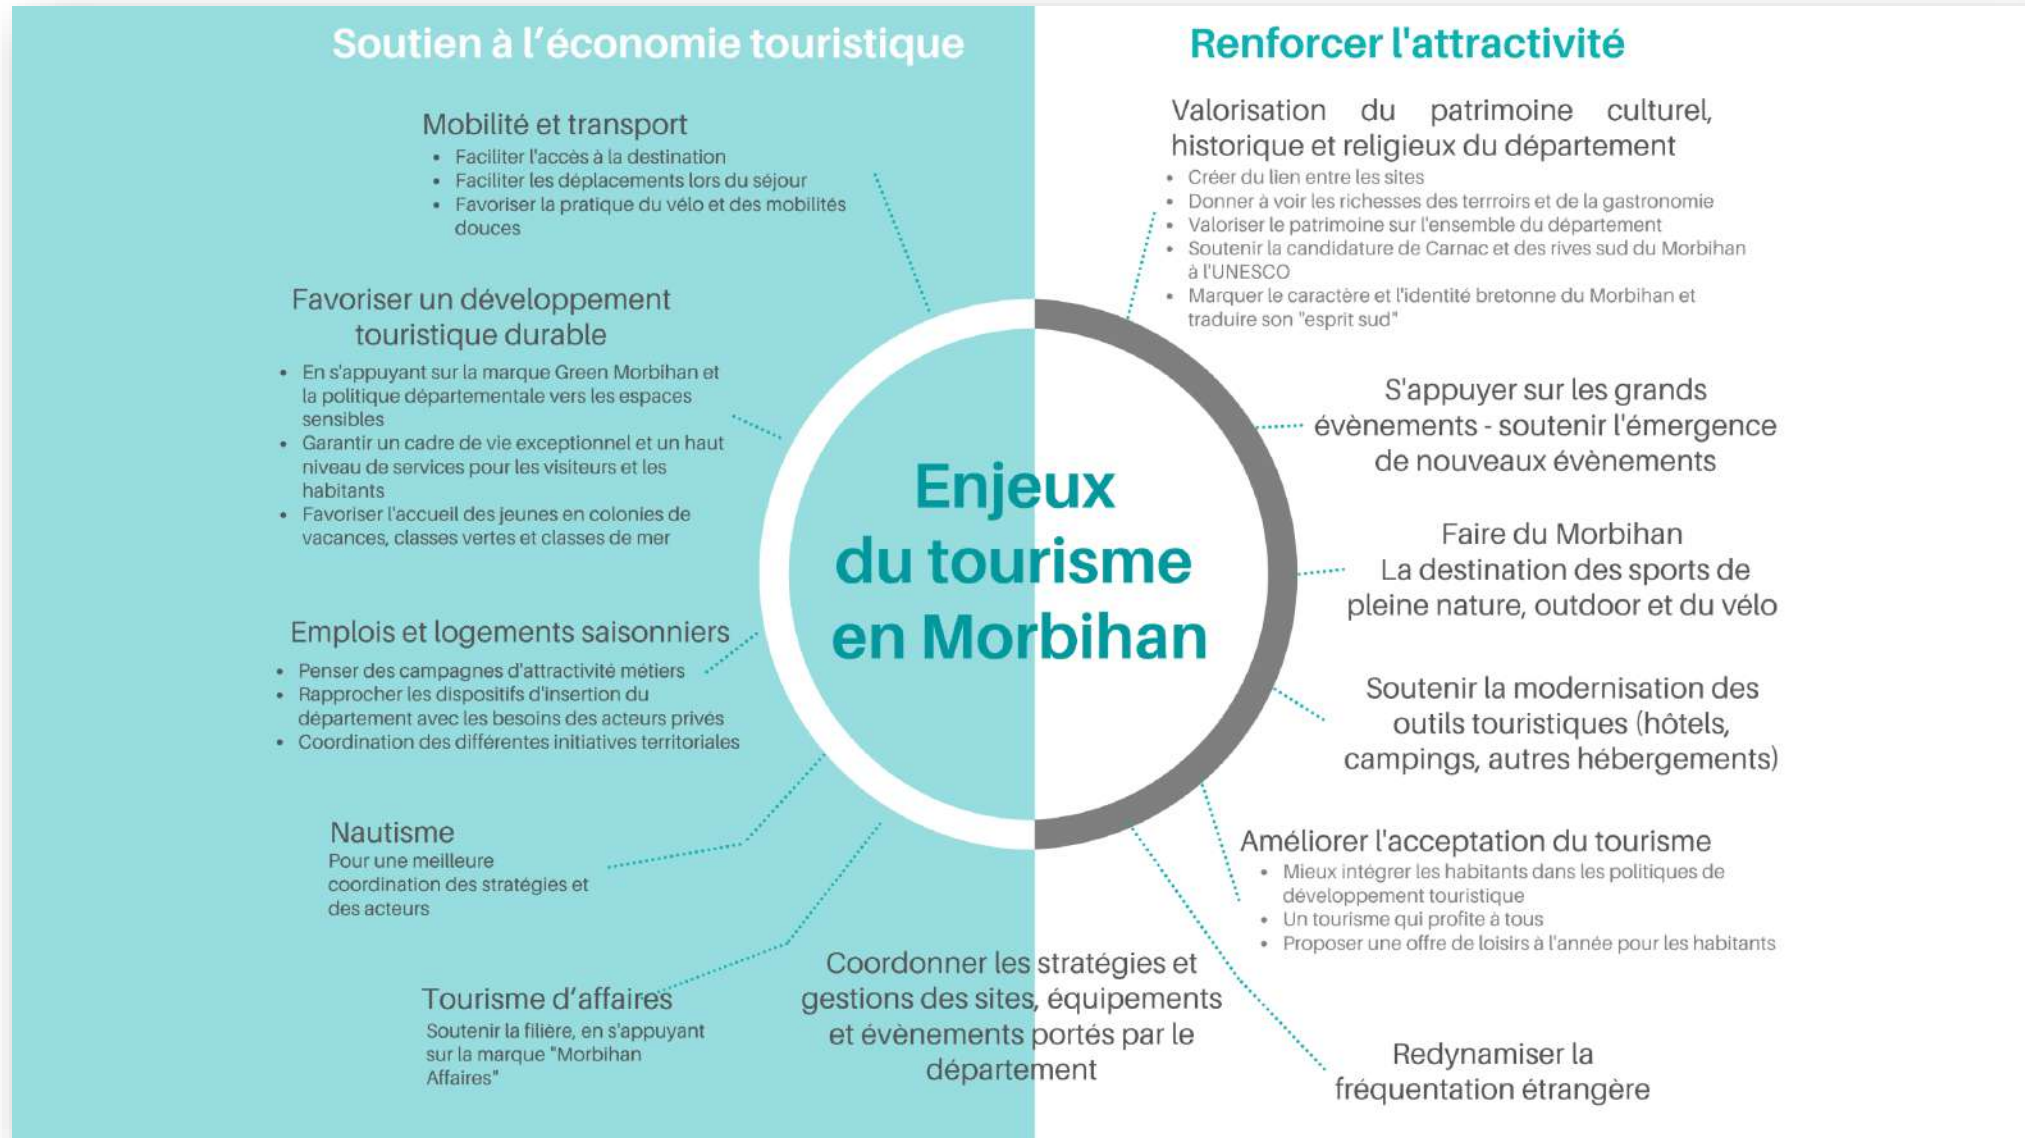 Soutien à l'économie touristique
Mobilité et transport
• Faciliter l'accès à la destination
• Faciliter les déplacements lors du séjour
• Favoriser la pratique du vélo et des mobilités
douces
Favoriser un développement
touristique durable
• En s'appuyant sur la marque Green Morbihan et
la politique départementale vers les espaces
sensibles
• Garantir un cadre de vie exceptionnel et un haut
niveau de services pour les visiteurs et les
habitants
• Favoriser l'accueil des jeunes en colonies de
vacances, classes vertes et classes de mer
Emplois et logements saisonniers
• Penser des campagnes d'attractivité métiers
• Rapprocher les dispositifs d'insertion du
département avec les besoins des acteurs privés
• Coordination des différentes initiatives territoriales
Nautisme
Pour une meilleure
coordination des stratégies et
des acteurs
Tourisme d'affaires
Soutenir la filière, en s'appuyant
sur la marque "Morbihan
Affaires"
Enjeux
du tourisme
en Morbihan
Coordonner les stratégies et
gestions des sites, équipements
et évènements portés par le
département
Renforcer l'attractivité
Valorisation du patrimoine culturel,
historique et religieux du département
• Créer du lien entre les sites
• Donner à voir les richesses des terrroirs et de la gastronomie
• Valoriser le patrimoine sur l'ensemble du département
• Soutenir la candidature de Carnac et des rives sud du Morbihan
à l'UNESCO
• Marquer le caractère et l'identité bretonne du Morbihan et
traduire son "esprit sud"
S'appuyer sur les grands
évènements - soutenir l'émergence
de nouveaux évènements
Faire du Morbihan
La destination des sports de
pleine nature, outdoor et du vélo
Soutenir la modernisation des
outils touristiques (hôtels,
campings, autres hébergements)
Améliorer l'acceptation du tourisme
• Mieux intégrer les habitants dans les politiques de
développement touristique
• Un tourisme qui profite à tous
• Proposer une offre de loisirs à l'année pour les habitants
Redynamiser la
fréquentation étrangère